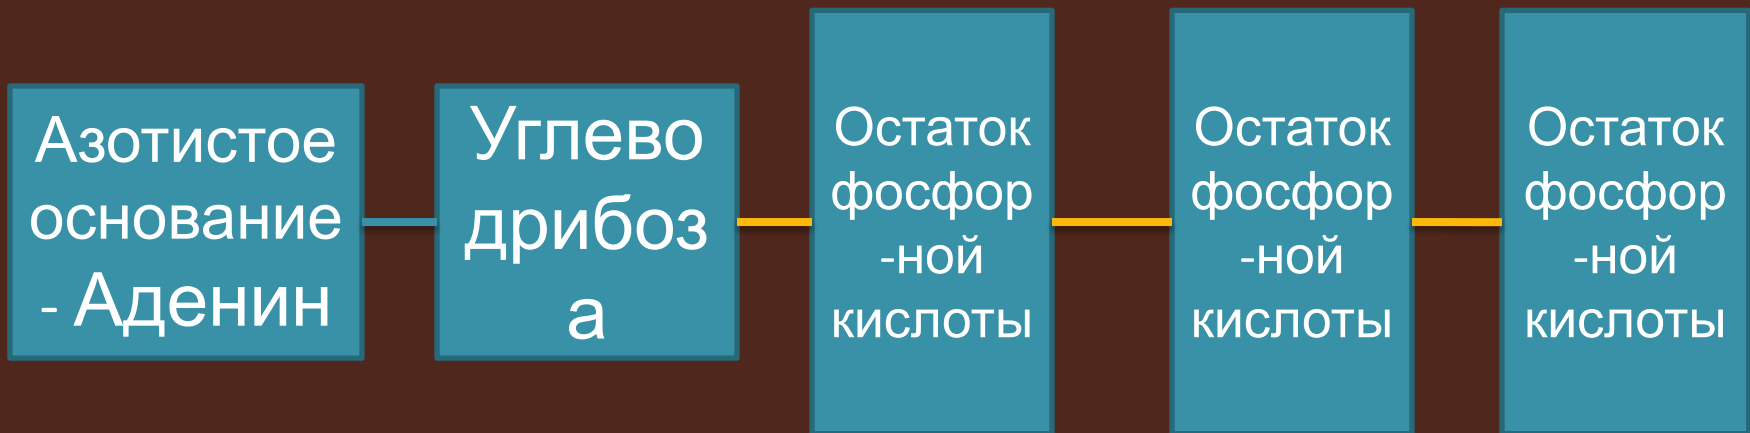 Азотистое
основание
- Аденин
Углево
дрибоз
а
Остаток
фосфор
-ной
кислоты
Остаток
фосфор
-ной
кислоты
Остаток
фосфор
-ной
кислоты